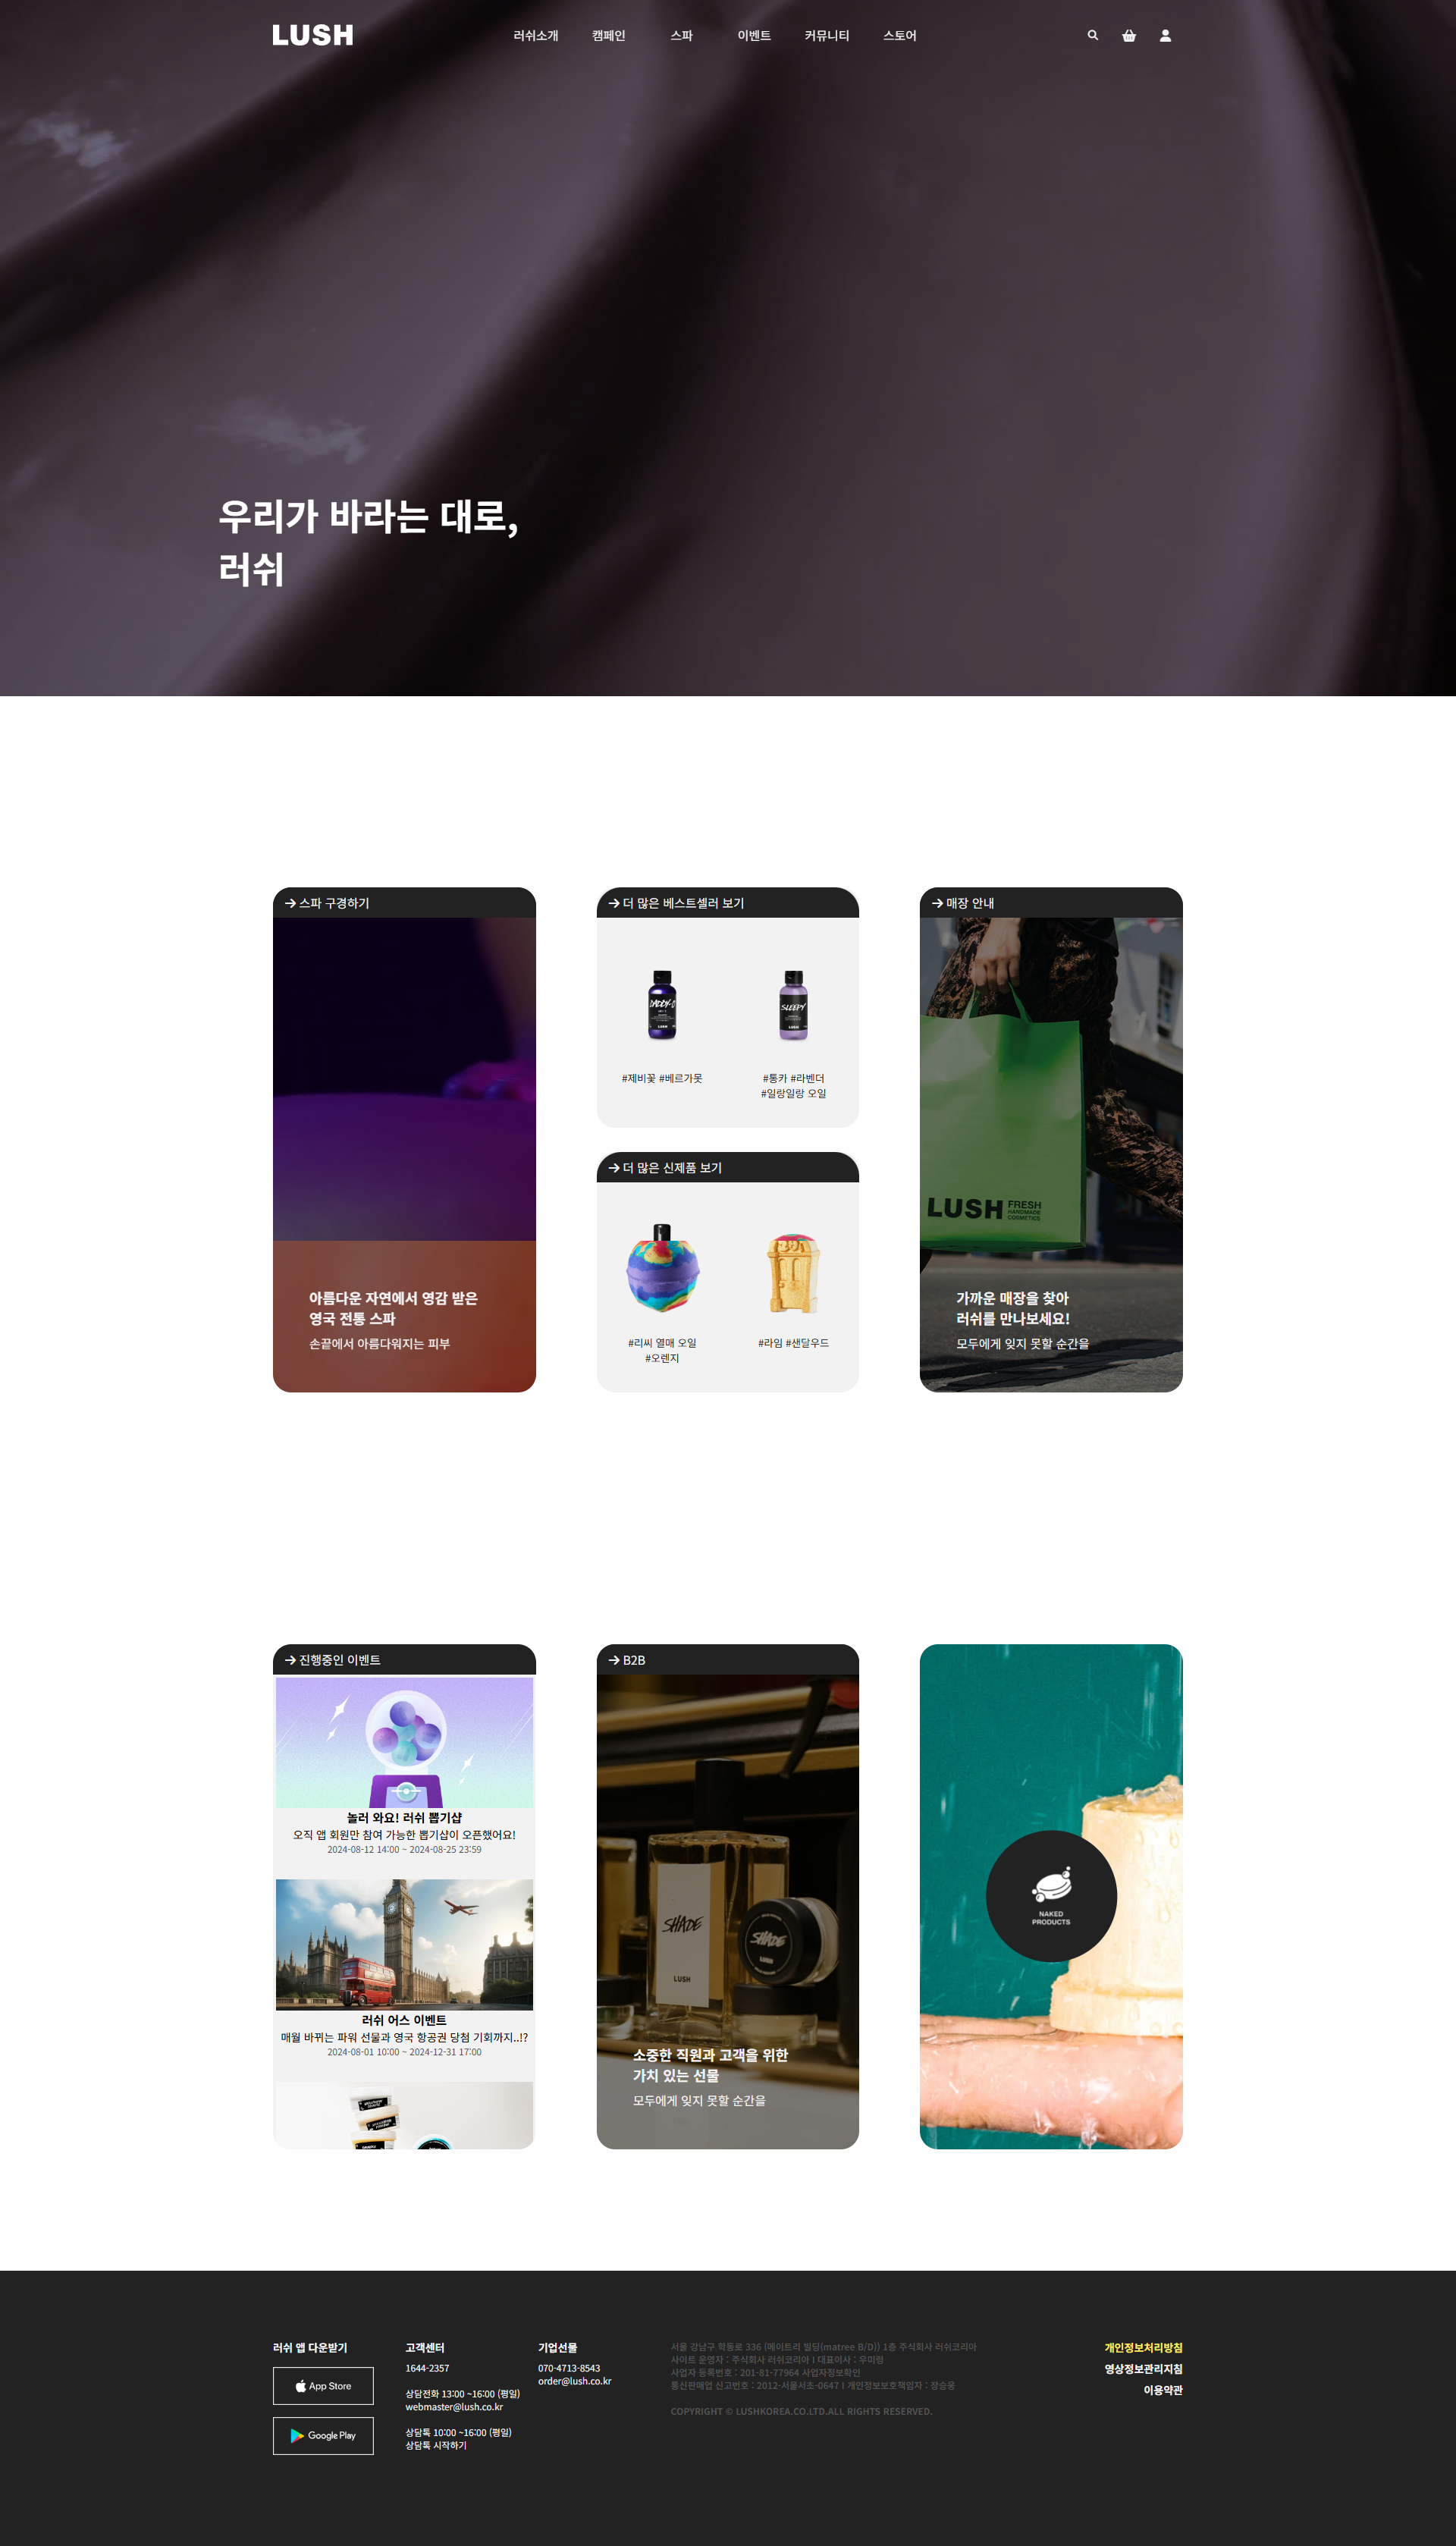 LUSH
러쉬소개
캠페인
스파
이벤트
커뮤니티
스토어
우리가 바라는 대로,
러쉬
스파 구경하기
아름다운 자연에서 영감 받은
영국 전통 스파
손끝에서 아름다워지는 피부
더 많은 베스트셀러 보기
DADDY-O
LUSH
SLEEPY
LUSH
#제비꽃 #베르가못
#통카 #라벤더
#일랑일랑 오일
더 많은 신제품 보기
29
#리씨 열매 오일
#오렌지
#라임 #샌달우드
매장 안내
LUSH FRESH
HANDMADE
COSMETICS
가까운 매장을 찾아
러쉬를 만나보세요!
모두에게 잊지 못할 순간을
진행중인 이벤트
놀러 와요! 러쉬 뽑기샵
오직 앱 회원만 참여 가능한 뽑기샵이 오픈했어요!
2024-08-12 14:00 ~ 2024-08-25 23:59
러쉬 어스 이벤트
매월 바뀌는 파워 선물과 영국 항공권 당첨 기회까지..!?
2024-08-01 10:00 ~ 2024-12-31 17:00
B2B
SHADE
LUSH
SHADE
LUSH
소중한 직원과 고객을 위한
가치 있는 선물
모두에게 잊지 못할 순간을
NAKED
PRODUCTS
러쉬 앱 다운받기
App Store
Google Play
고객센터
1644-2357
상담전화 13:00 ~16:00 (평일)
webmaster@lush.co.kr
상담톡 10:00 ~16:00 (평일)
상담톡 시작하기
기업선물
070-4713-8543
order@lush.co.kr
서울 강남구 학동로 336 (메이트리 빌딩(matree B/D)) 1층 주식회사 러쉬코리아
사이트 운영자 : 주식회사 러쉬코리아 I 대표이사 : 우미령
사업자 등록번호 : 201-81-77964 사업자정보확인
통신판매업 신고번호 : 2012-서울서초-0647 I 개인정보보호책임자 : 장승웅
COPYRIGHT © LUSHKOREA.CO.LTD.ALL RIGHTS RESERVED.
개인정보처리방침
영상정보관리지침
이용약관